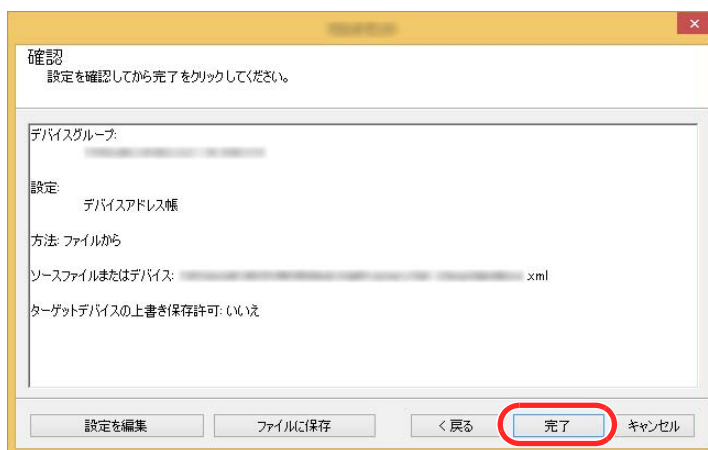 確認
設定を確認してから完了をクリックしてください。
デバイスグループ:
設定:
デバイスアドレス帳
方法: ファイルから
ソースファイルまたはデバイス: .xml
ターゲットデバイスの上書き保存許可: いいえ
設定を編集 ファイルに保存 < 戻る 完了 キャンセル